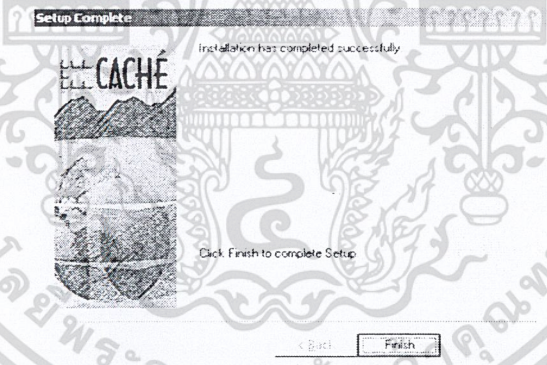 Setup Complete
Installation has completed successfully
CACHÉ
Click Finish to complete Setup
< Back
Finish